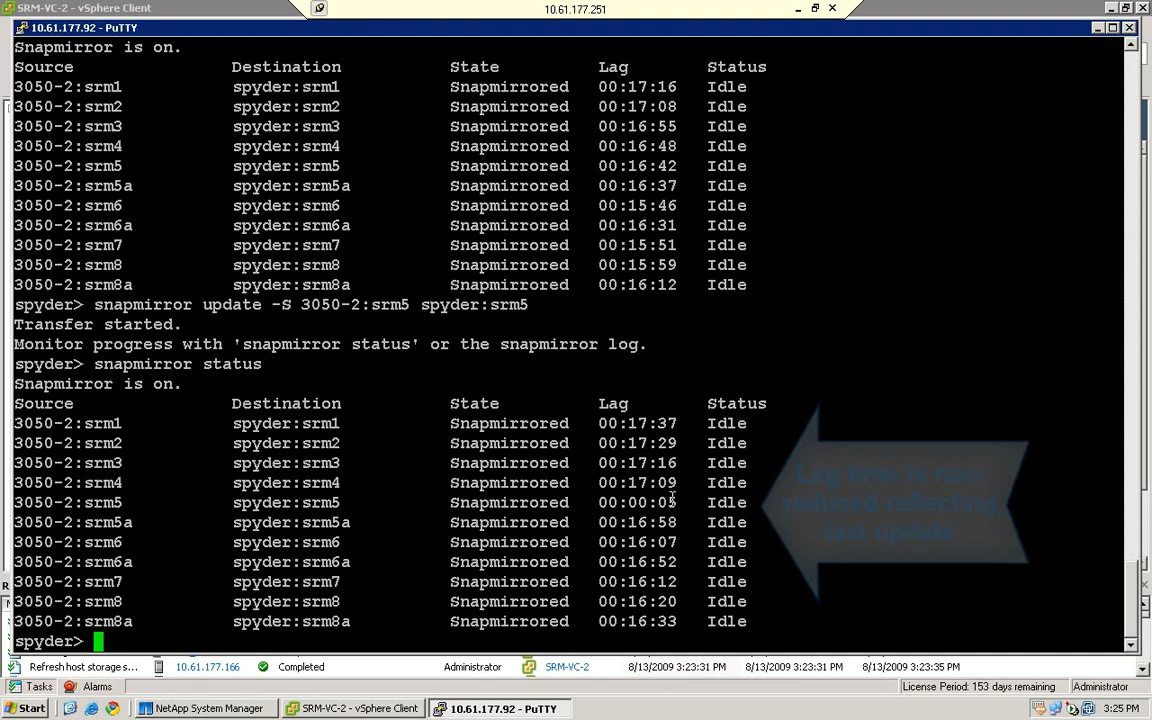 SRM-VC-2 - vSphere Client
10.61.177.251
10.61.177.92 - PuTTY
Snapmirror is on.
Source Destination State Lag Status
3050-2:srm1 spyder:srm1 Snapmirrored 00:17:16 Idle
3050-2:srm2 spyder:srm2 Snapmirrored 00:17:08 Idle
3050-2:srm3 spyder:srm3 Snapmirrored 00:16:55 Idle
3050-2:srm4 spyder:srm4 Snapmirrored 00:16:48 Idle
3050-2:srm5 spyder:srm5 Snapmirrored 00:16:42 Idle
3050-2:srm5a spyder:srm5a Snapmirrored 00:16:37 Idle
3050-2:srm6 spyder:srm6 Snapmirrored 00:15:46 Idle
3050-2:srm6a spyder:srm6a Snapmirrored 00:16:31 Idle
3050-2:srm7 spyder:srm7 Snapmirrored 00:15:51 Idle
3050-2:srm8 spyder:srm8 Snapmirrored 00:15:59 Idle
3050-2:srm8a spyder:srm8a Snapmirrored 00:16:12 Idle
spyder> snapmirror update -S 3050-2:srm5 spyder:srm5
Transfer started.
Monitor progress with 'snapmirror status' or the snapmirror log.
spyder> snapmirror status
Snapmirror is on.
Source Destination State Lag Status
3050-2:srm1 spyder:srm1 Snapmirrored 00:17:37 Idle
3050-2:srm2 spyder:srm2 Snapmirrored 00:17:29 Idle
3050-2:srm3 spyder:srm3 Snapmirrored 00:17:16 Idle
3050-2:srm4 spyder:srm4 Snapmirrored 00:17:09 Idle
3050-2:srm5 spyder:srm5 Snapmirrored Idle
3050-2:srm5a spyder:srm5a Snapmirrored 00:16:58 Idle
3050-2:srm6 spyder:srm6 Snapmirrored 00:16:07 Idle
3050-2:srm6a spyder:srm6a Snapmirrored 00:16:52 Idle
3050-2:srm7 spyder:srm7 Snapmirrored 00:16:12 Idle
3050-2:srm8 spyder:srm8 Snapmirrored 00:16:20 Idle
3050-2:srm8a spyder:srm8a Snapmirrored 00:16:33 Idle
spyder>
Lag time is now
reduced reflecting
last update
Refresh host storage s... 10.61.177.166 Completed Administrator SRM-VC-2 8/13/2009 3:23:31 PM 8/13/2009 3:23:31 PM 8/13/2009 3:23:35 PM
Tasks Alarms License Period: 153 days remaining Administrator
Start NetApp System Manager SRM-VC-2 - vSphere Client 10.61.177.92 - PuTTY 3:25 PM